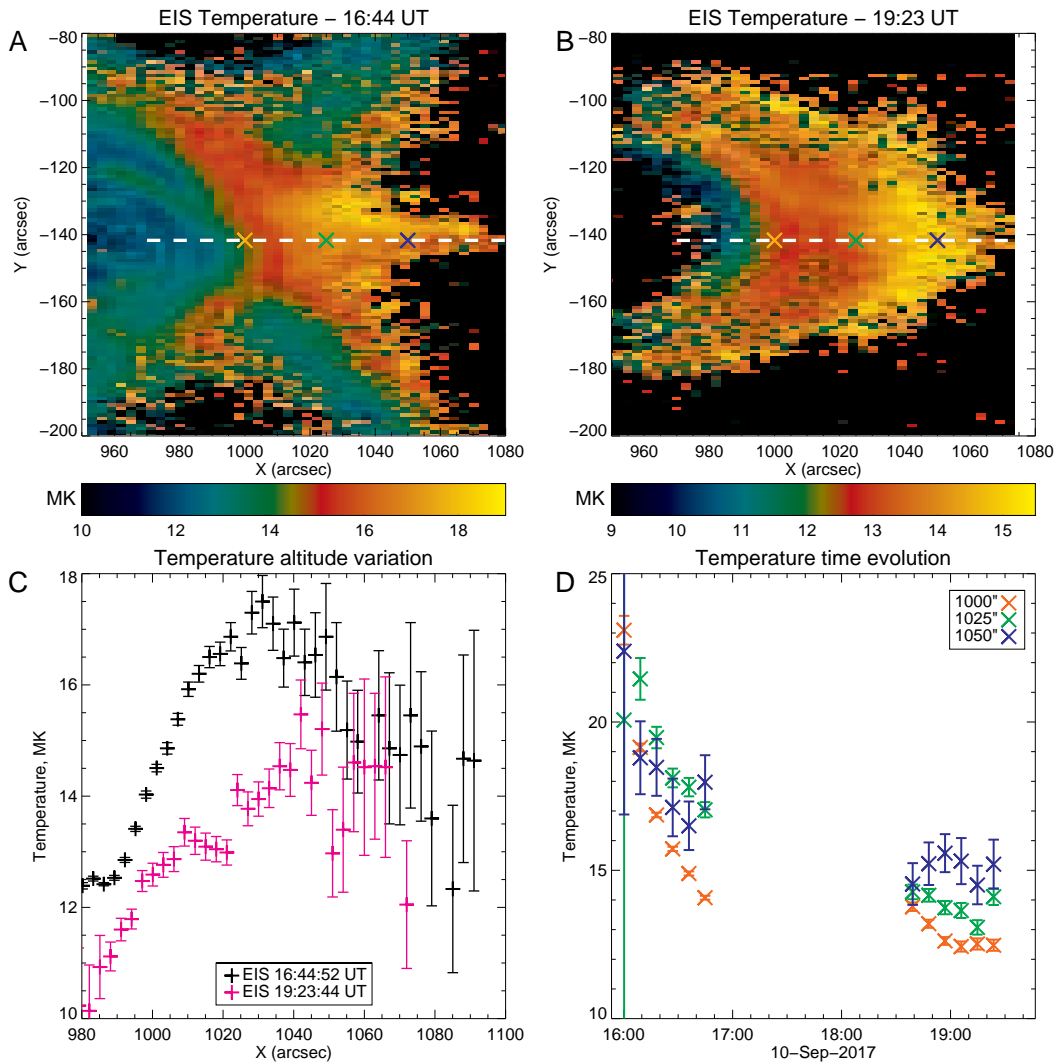 A
EIS Temperature – 16:44 UT
−80
−100
−120
−140
−160
−180
−200
Y (arcsec)
960 980 1000 1020 1040 1060 1080
X (arcsec)
MK
10 12 14 16 18
B
EIS Temperature – 19:23 UT
−80
−100
−120
−140
−160
−180
−200
Y (arcsec)
960 980 1000 1020 1040 1060 1080
X (arcsec)
MK
9 10 11 12 13 14 15
C
Temperature altitude variation
18
16
14
12
10
Temperature, MK
EIS 16:44:52 UT
EIS 19:23:44 UT
980 1000 1020 1040 1060 1080 1100
X (arcsec)
D
Temperature time evolution
25
20
15
10
Temperature, MK
1000"
1025"
1050"
16:00 17:00 18:00 19:00
10−Sep−2017